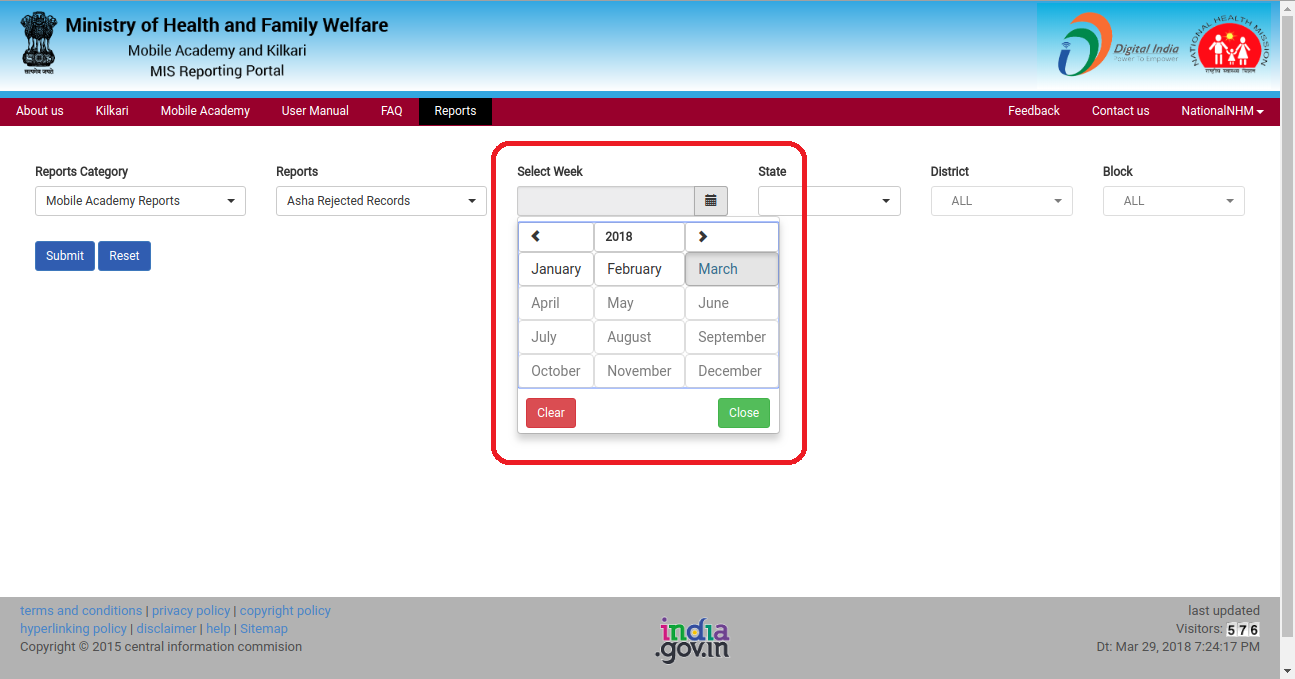 Ministry of Health and Family Welfare
Mobile Academy and Kilkari
MIS Reporting Portal
सत्यमेव जयते
Digital India
Power To Empower
NATIONAL HEALTH MISSION
राष्ट्रीय स्वास्थ्य मिशन
About us Kilkari Mobile Academy User Manual FAQ Reports Feedback Contact us NationalNHM
Reports Category Reports Select Week State District Block
Mobile Academy Reports Asha Rejected Records ALL ALL
Submit Reset
2018
January February March
April May June
July August September
October November December
Clear Close
terms and conditions | privacy policy | copyright policy
hyperlinking policy | disclaimer | help | Sitemap
Copyright © 2015 central information commision
india
.gov.in
last updated
Visitors: 576
Dt: Mar 29, 2018 7:24:17 PM